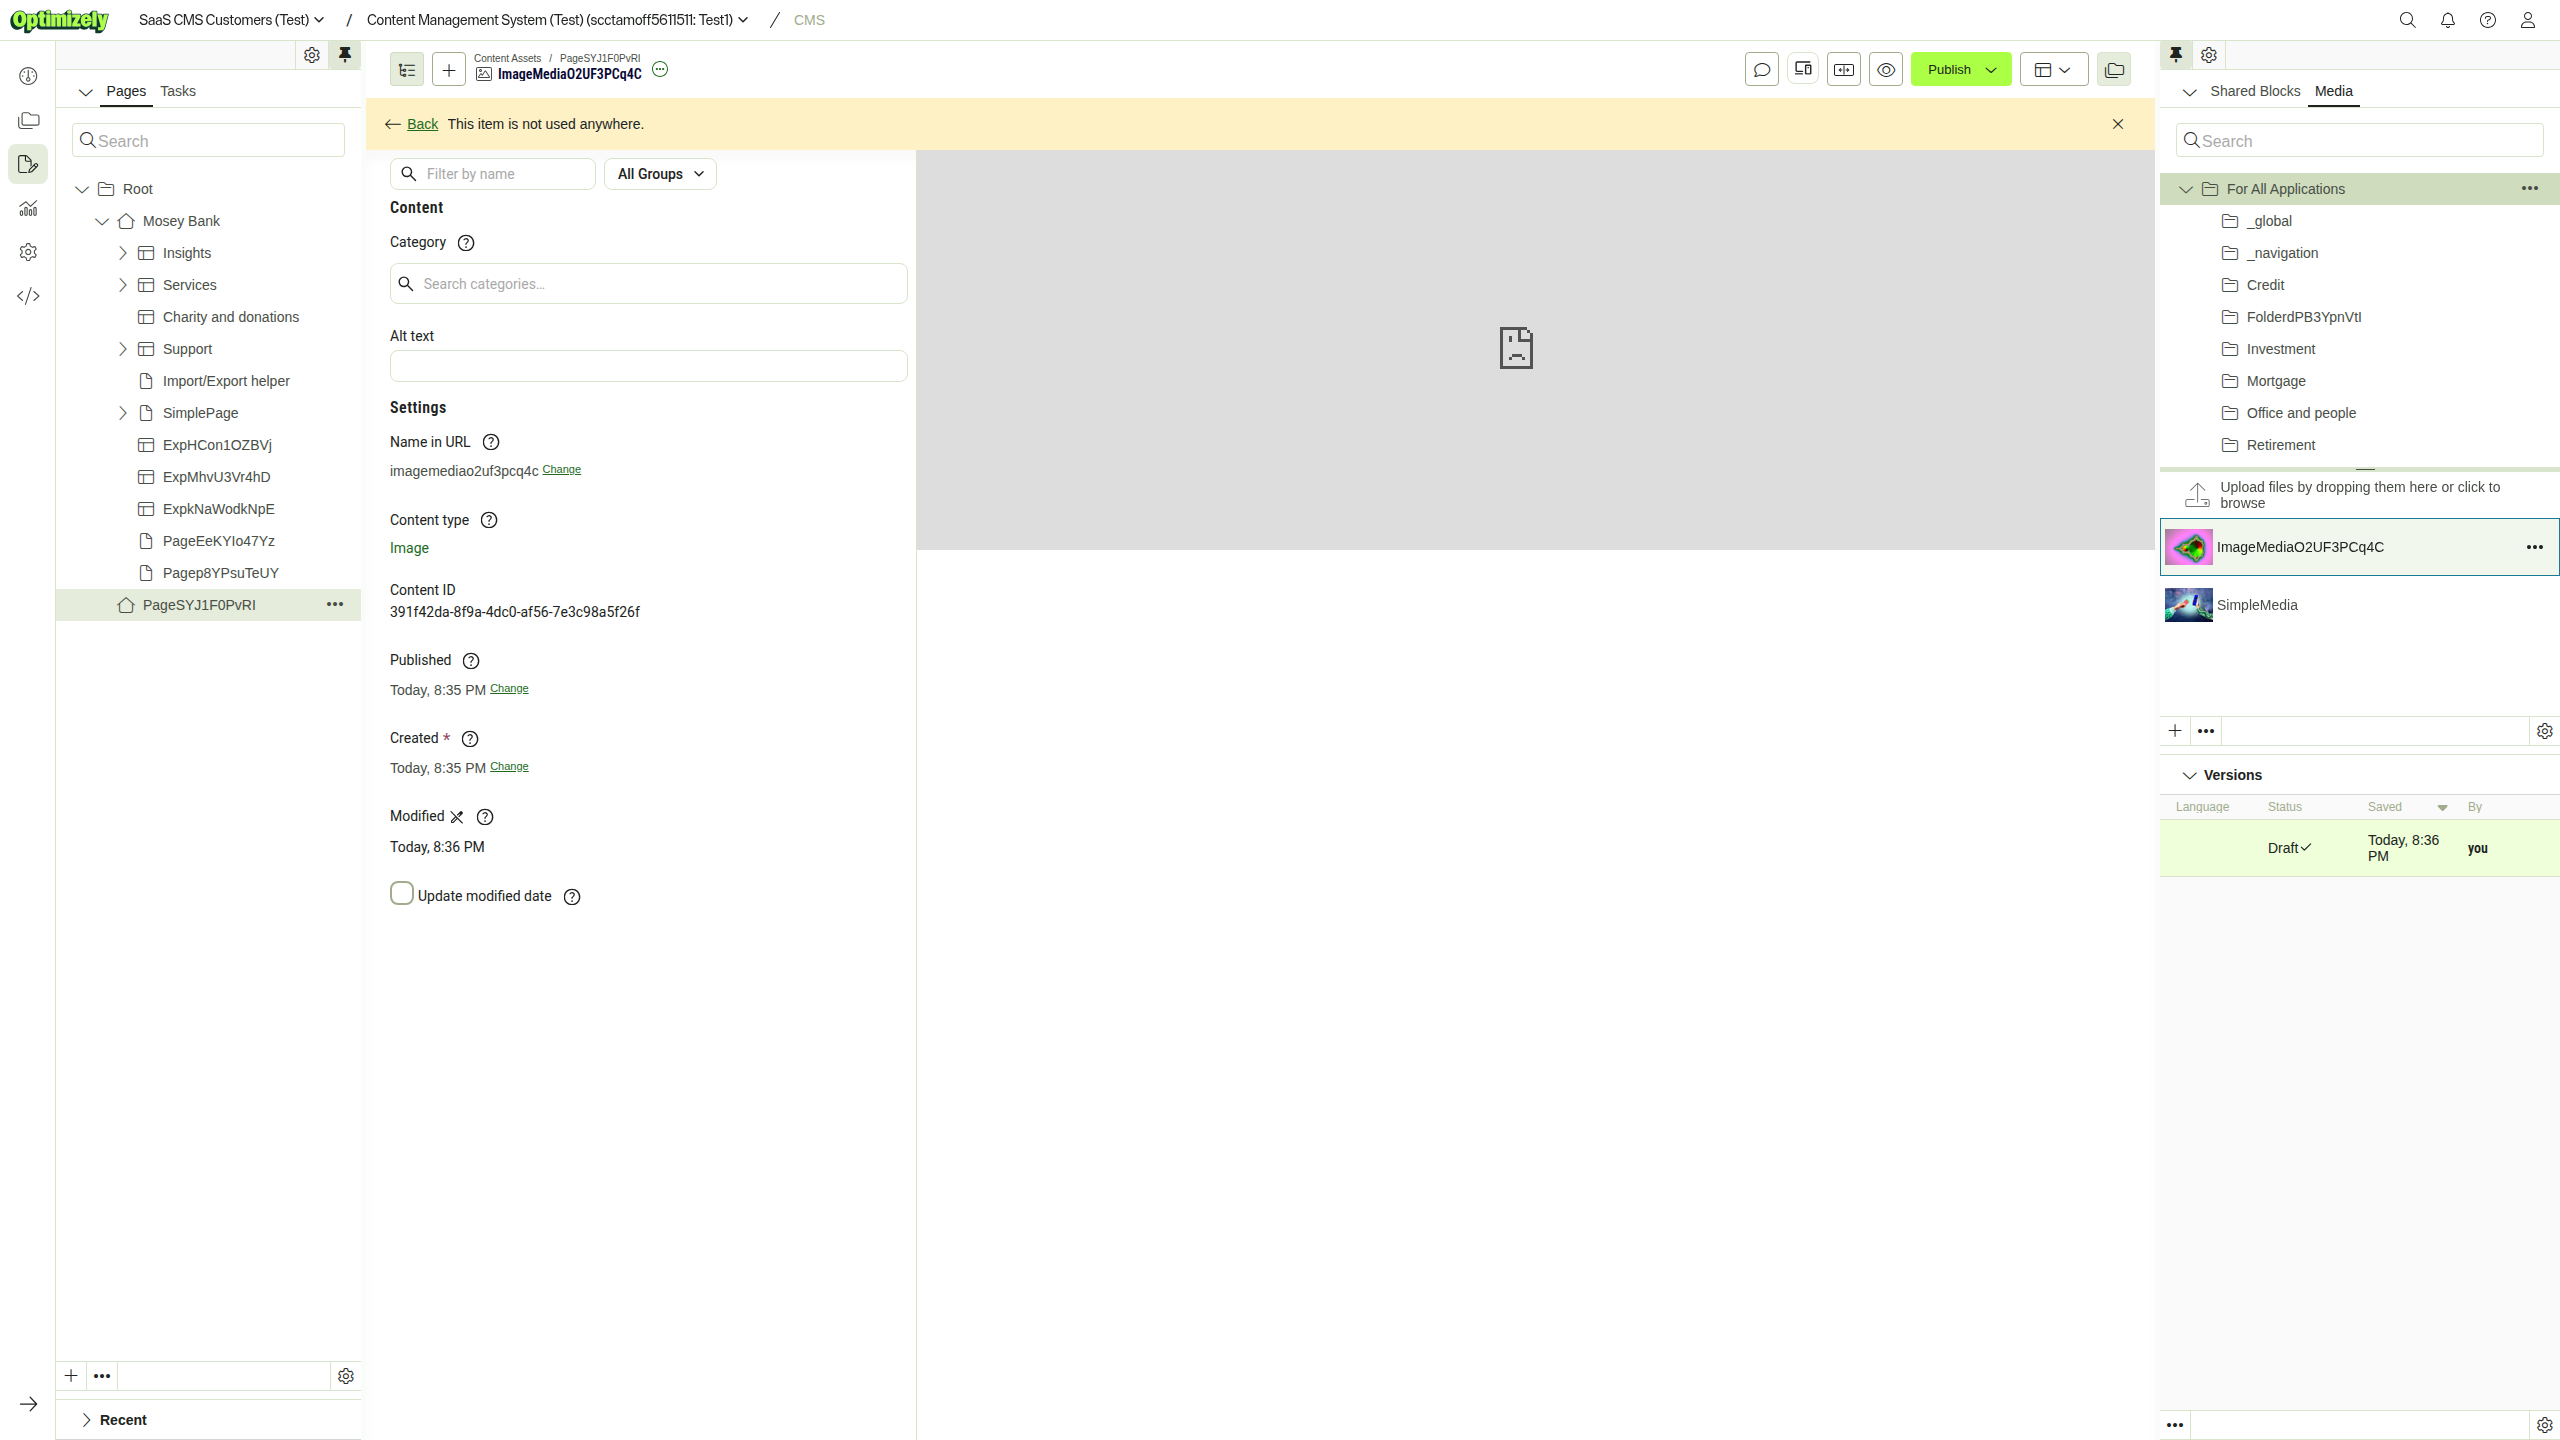 Optimizely
SaaS CMS Customers (Test) / Content Management System (Test) (scctamoff5611511: Test1) / CMS
Pages Tasks
Search
Root
Mosey Bank
Insights
Services
Charity and donations
Support
Import/Export helper
SimplePage
ExpHCon1OZBVj
ExpMhvU3Vr4hD
ExpkNaWodkNpE
PageEeKYIo47Yz
Pagep8YPsuTeUY
PageSYJ1F0PvRI
Recent
Content Assets / PageSYJ1F0PvRI
ImageMediaO2UF3PCq4C
Publish
Back This item is not used anywhere.
Filter by name All Groups
Content
Category
Search categories...
Alt text
Settings
Name in URL
imagemediao2uf3pcq4c Change
Content type
Image
Content ID
391f42da-8f9a-4dc0-af56-7e3c98a5f26f
Published
Today, 8:35 PM Change
Created *
Today, 8:35 PM Change
Modified
Today, 8:36 PM
Update modified date
Shared Blocks Media
Search
For All Applications
_global
_navigation
Credit
FolderdPB3YpnVtI
Investment
Mortgage
Office and people
Retirement
Upload files by dropping them here or click to
browse
ImageMediaO2UF3PCq4C
SimpleMedia
Versions
Language Status Saved By
Draft Today, 8:36 PM you